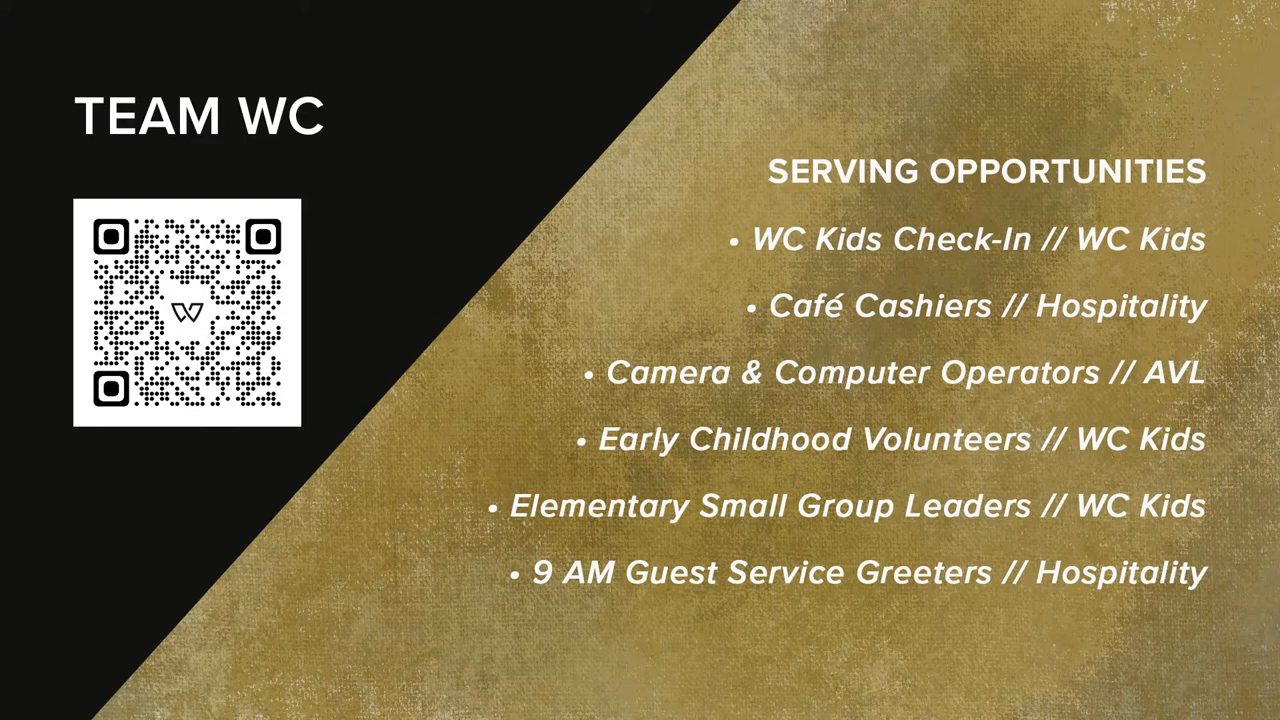 TEAM WC
SERVING OPPORTUNITIES
• WC Kids Check-In // WC Kids
• Café Cashiers // Hospitality
• Camera & Computer Operators // AVL
• Early Childhood Volunteers // WC Kids
• Elementary Small Group Leaders // WC Kids
• 9 AM Guest Service Greeters // Hospitality